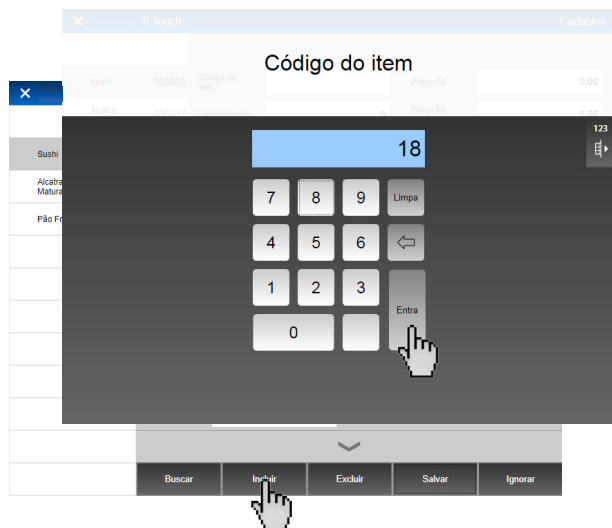 6 Touch Cadastro
Código do item
Sushi 000003 Código do item Preço R$ 0.00
Alcatra 000017 0 Preço R$ 0.00
18
123
Sushi
Alcatra
Matura
Pão Fr
7 8 9 Limpa
4 5 6
1 2 3
Entra
0
Buscar Incluir Excluir Salvar Ignorar